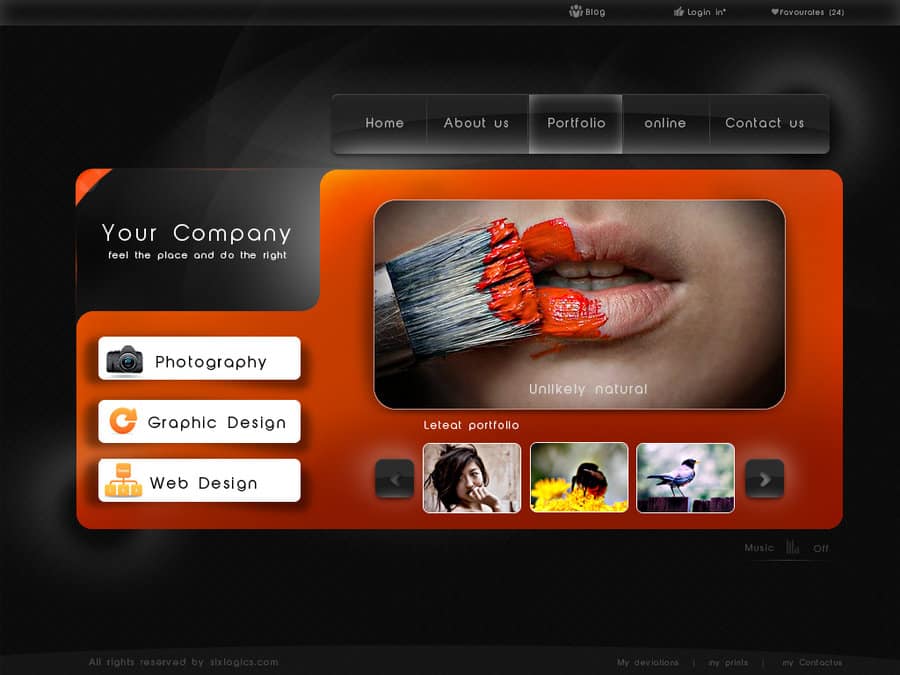 Blog
Login in*
Favourates (24)
Home
About us
Portfolio
online
Contact us
Your Company
feel the place and do the right
Photography
Graphic Design
Web Design
Unlikely natural
Leteat portfolio
Music
Off
All rights reserved by sixlogics.com
My deviations | my prints | my Contactus